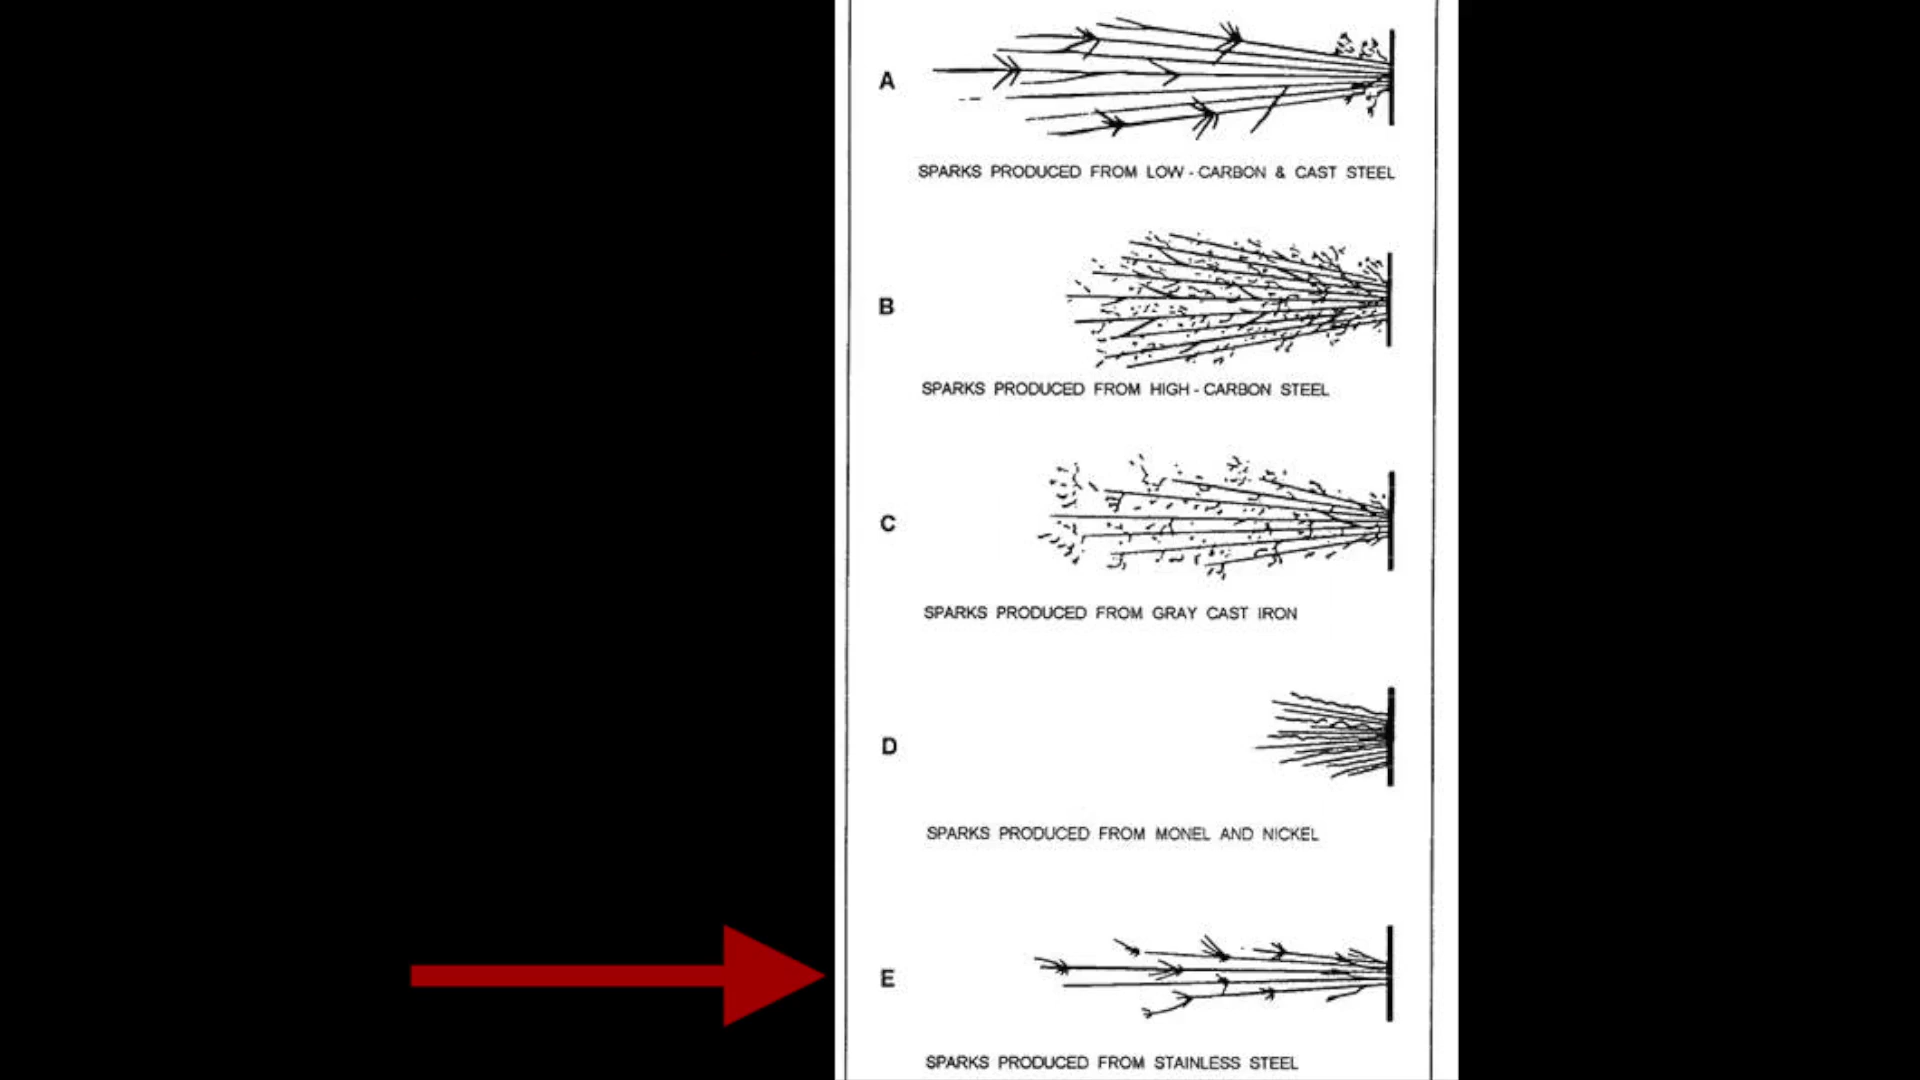 A
SPARKS PRODUCED FROM LOW-CARBON & CAST STEEL
B
SPARKS PRODUCED FROM HIGH-CARBON STEEL
C
SPARKS PRODUCED FROM GRAY CAST IRON
D
SPARKS PRODUCED FROM MONEL AND NICKEL
E
SPARKS PRODUCED FROM STAINLESS STEEL